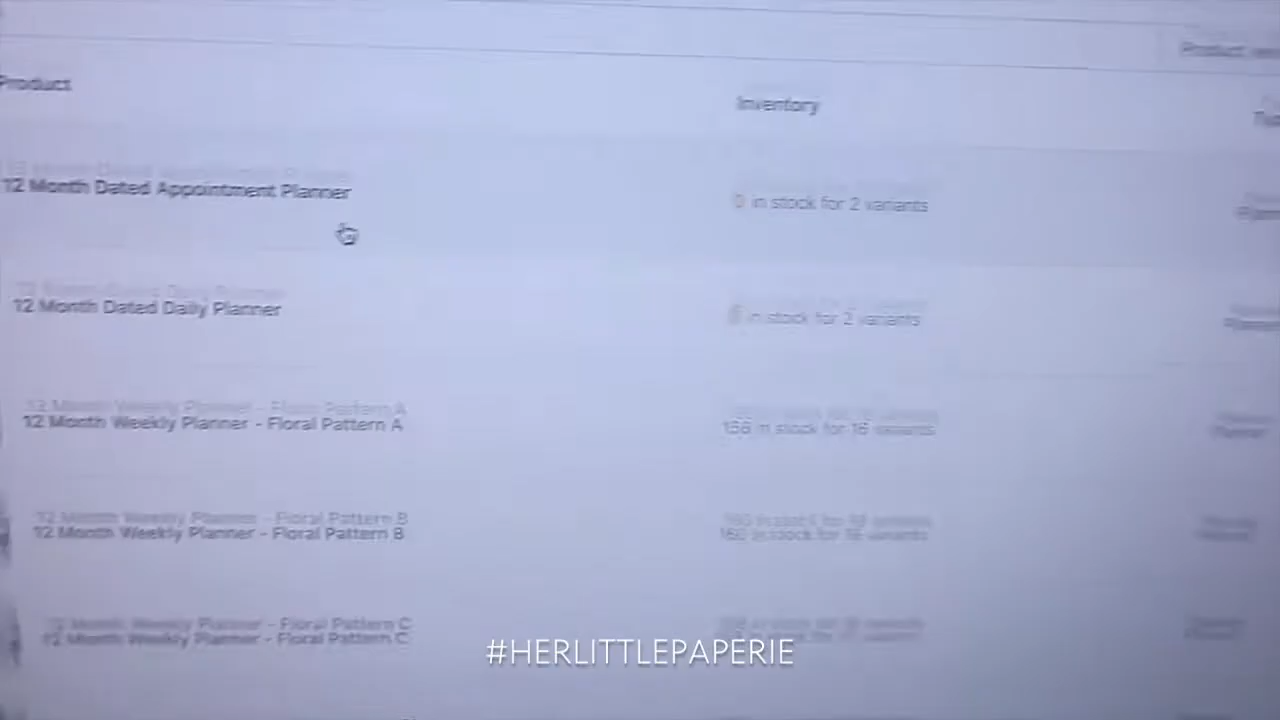 Product
Product
Inventory
12 Month Dated Appointment Planner
0 in stock for 2 variants
12 Month Dated Daily Planner
in stock for 2 variants
12 Month Weekly Planner - Floral Pattern A
156 in stock for 16 variants
12 Month Weekly Planner - Floral Pattern B
160 in stock for 16 variants
12 Month Weekly Planner - Floral Pattern C
#HERLITTLEPAPERIE